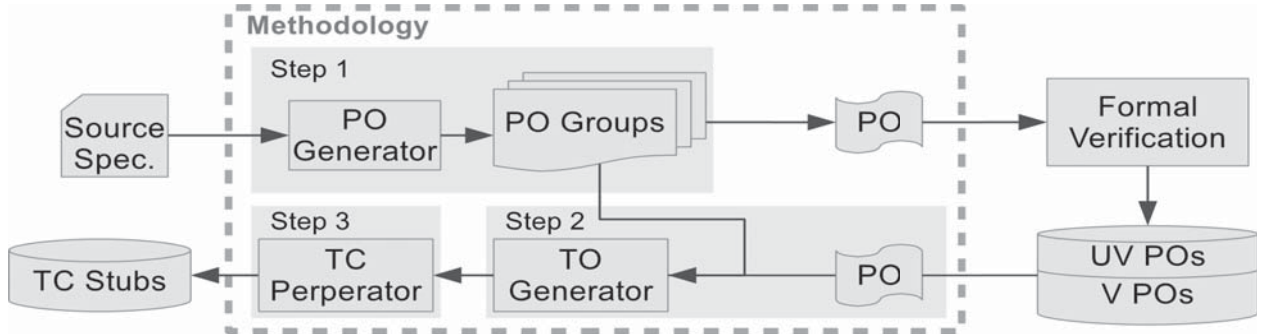 Methodology
Step 1
Source
Spec.
PO
Generator
PO Groups
PO
Formal
Verification
Step 3
Step 2
TC Stubs
TC
Perperator
TO
Generator
PO
UV POs
V POs